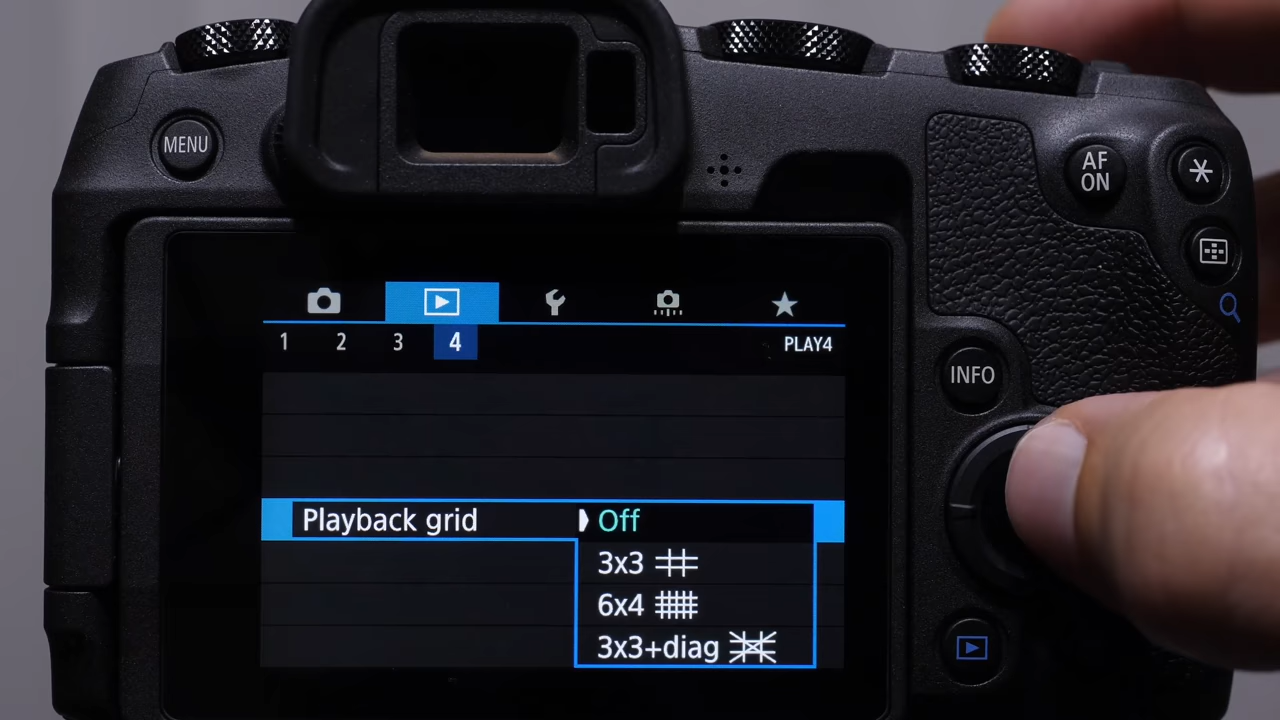 MENU
AF
ON
INFO
1 2 3 4 PLAY4
Playback grid Off
3x3
6x4
3x3+diag